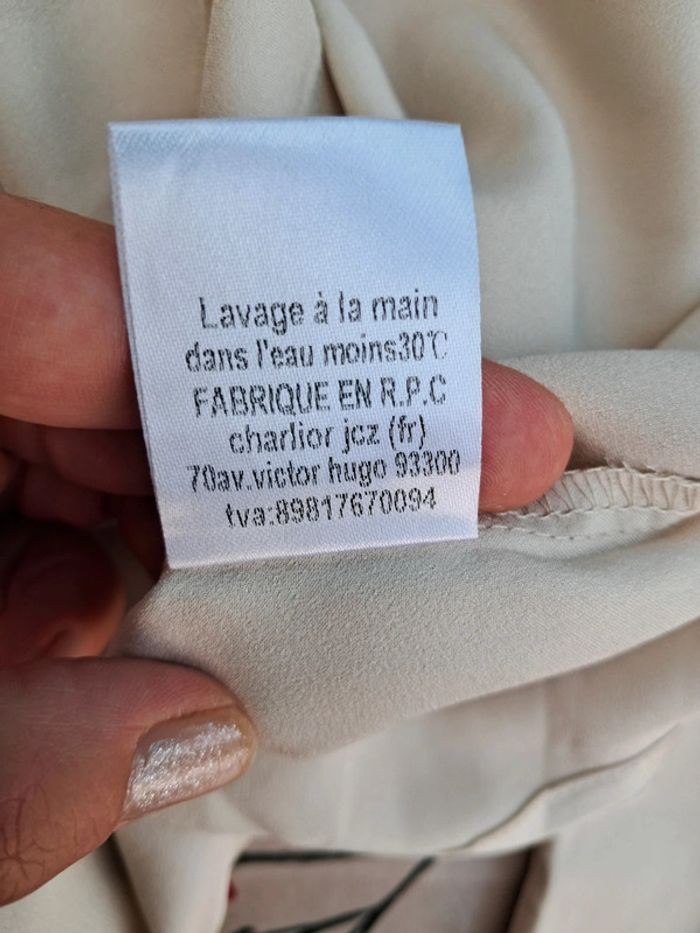 Lavage à la main
dans l'eau moins30℃
FABRIQUE EN R.P.C
charlior jcz (fr)
70av.victor hugo 93300
tva:89817670094